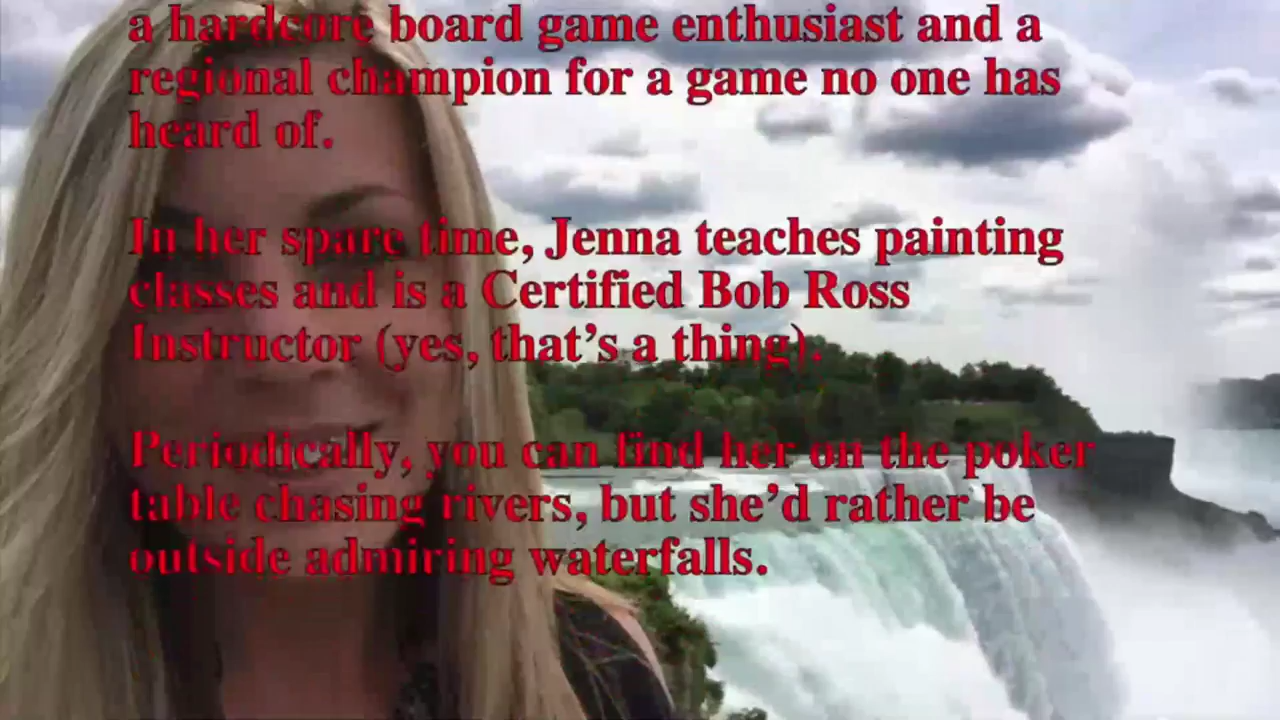 a hardcore board game enthusiast and a
regional champion for a game no one has
heard of.
In her spare time, Jenna teaches painting
classes and is a Certified Bob Ross
Instructor (yes, that’s a thing).
Periodically, you can find her on the poker
table chasing rivers, but she’d rather be
outside admiring waterfalls.